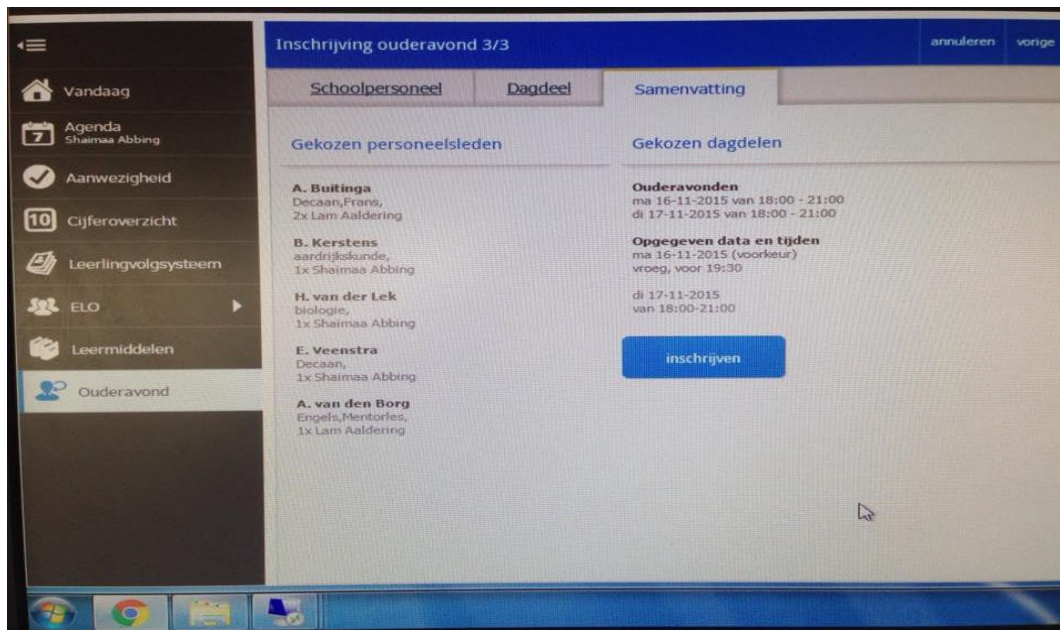 Inschrijving ouderavond 3/3
annuleren
vorige
Vandaag
7
Agenda
Shaimaa Abbing
Aanwezigheid
10
Cijferoverzicht
Leerlingvolgsysteem
ELO
Leermiddelen
Ouderavond
Schoolpersoneel
Dagdeel
Samenvatting
Gekozen personeelsleden
A. Buitinga
Decaan,Frans,
2x Lam Aaldering
B. Kerstens
aardrijkskunde,
1x Shaimaa Abbing
H. van der Lek
biologie,
1x Shaimaa Abbing
E. Veenstra
Decaan,
1x Shaimaa Abbing
A. van den Borg
Engels,Mentorles,
1x Lam Aaldering
Gekozen dagdelen
Ouderavonden
ma 16-11-2015 van 18:00 - 21:00
di 17-11-2015 van 18:00 - 21:00
Opgegeven data en tijden
ma 16-11-2015 (voorkeur)
vroeg, voor 19:30
di 17-11-2015
van 18:00-21:00
inschrijven